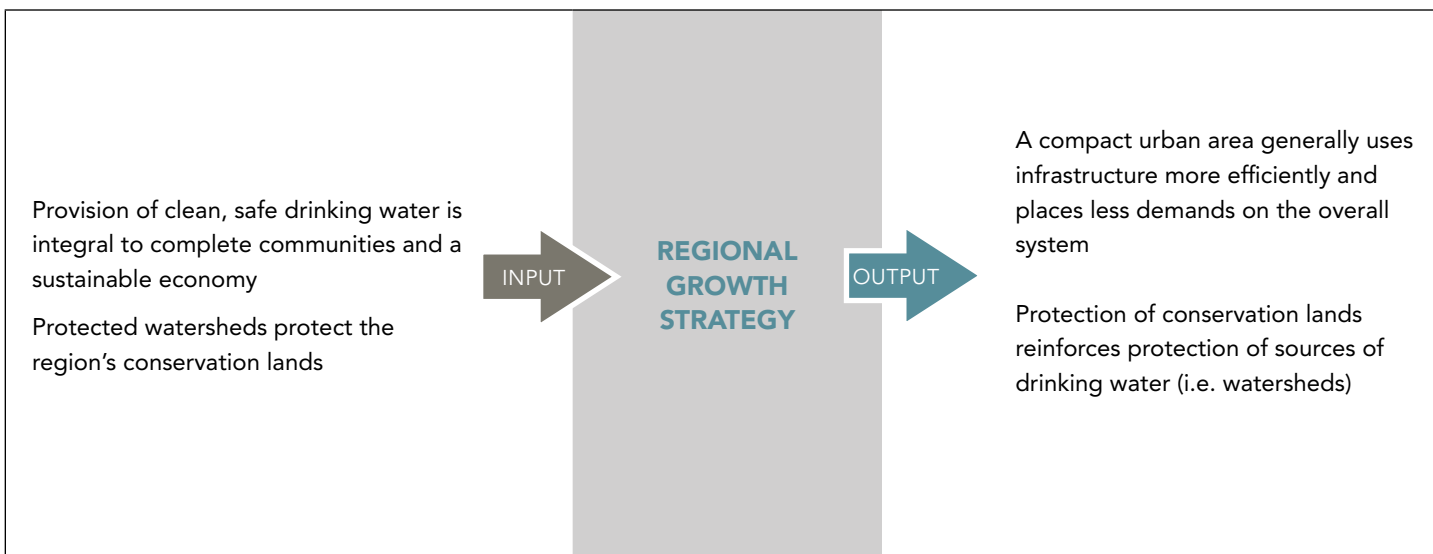 Provision of clean, safe drinking water is
integral to complete communities and a
sustainable economy
Protected watersheds protect the
region’s conservation lands
INPUT
REGIONAL
GROWTH
STRATEGY
OUTPUT
A compact urban area generally uses
infrastructure more efficiently and
places less demands on the overall
system
Protection of conservation lands
reinforces protection of sources of
drinking water (i.e. watersheds)